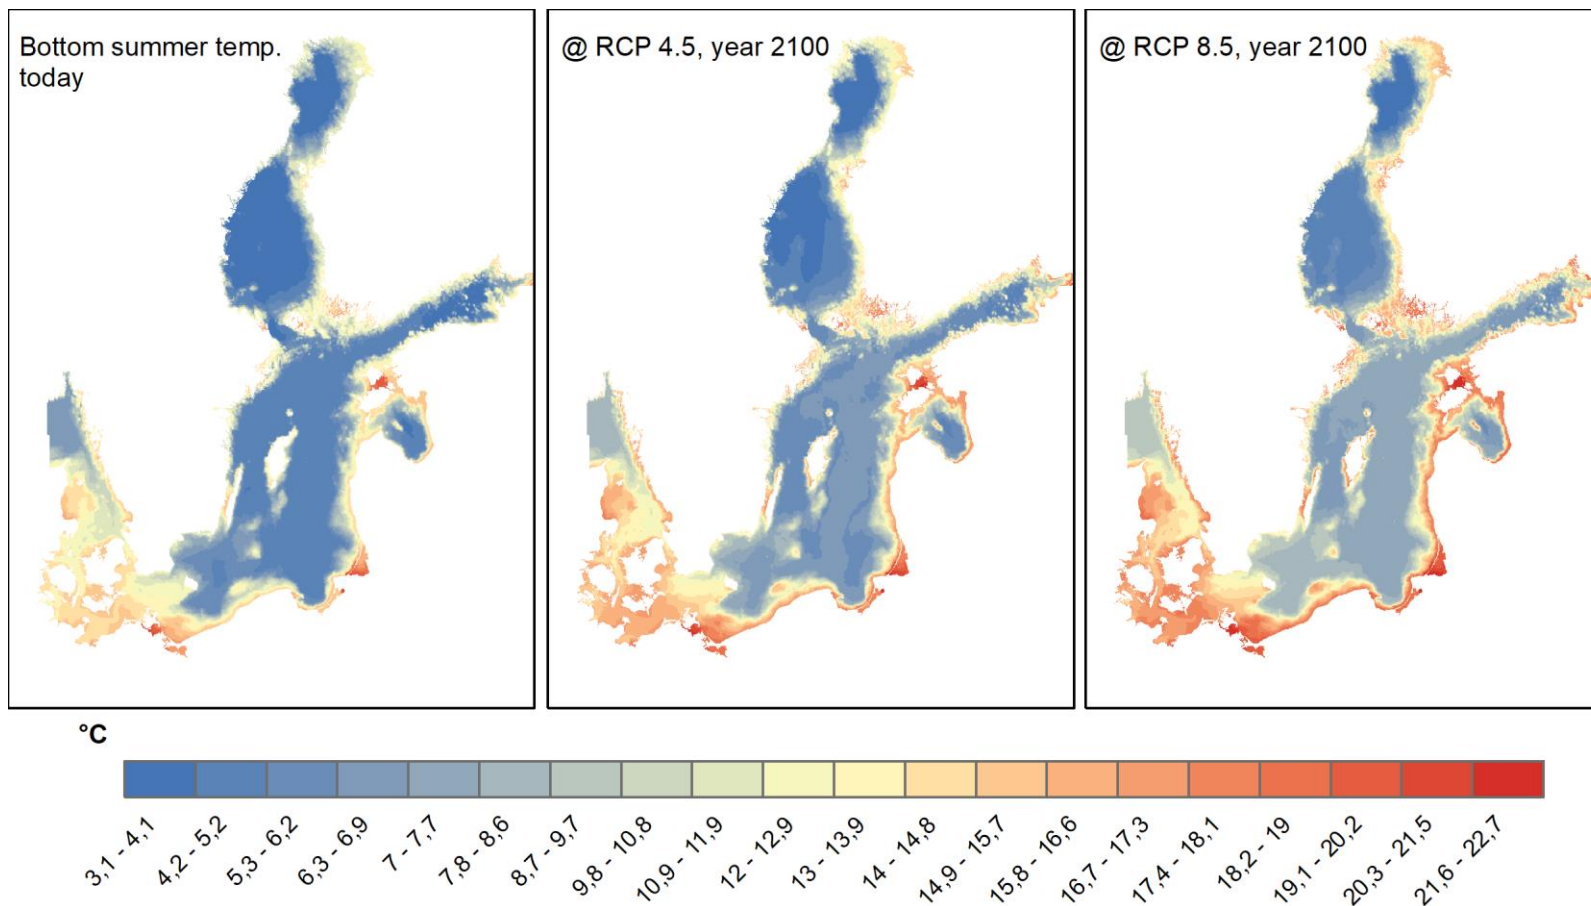 Bottom summer temp.
today
@ RCP 4.5, year 2100
@ RCP 8.5, year 2100
°C
3,1 - 4,1
4,2 - 5,2
5,3 - 6,2
6,3 - 6,9
7 - 7,7
7,8 - 8,6
8,7 - 9,7
9,8 - 10,8
10,9 - 11,9
12 - 12,9
13 - 13,9
14 - 14,8
14,9 - 15,7
15,8 - 16,6
16,7 - 17,3
17,4 - 18,1
18,2 - 19
19,1 - 20,2
20,3 - 21,5
21,6 - 22,7